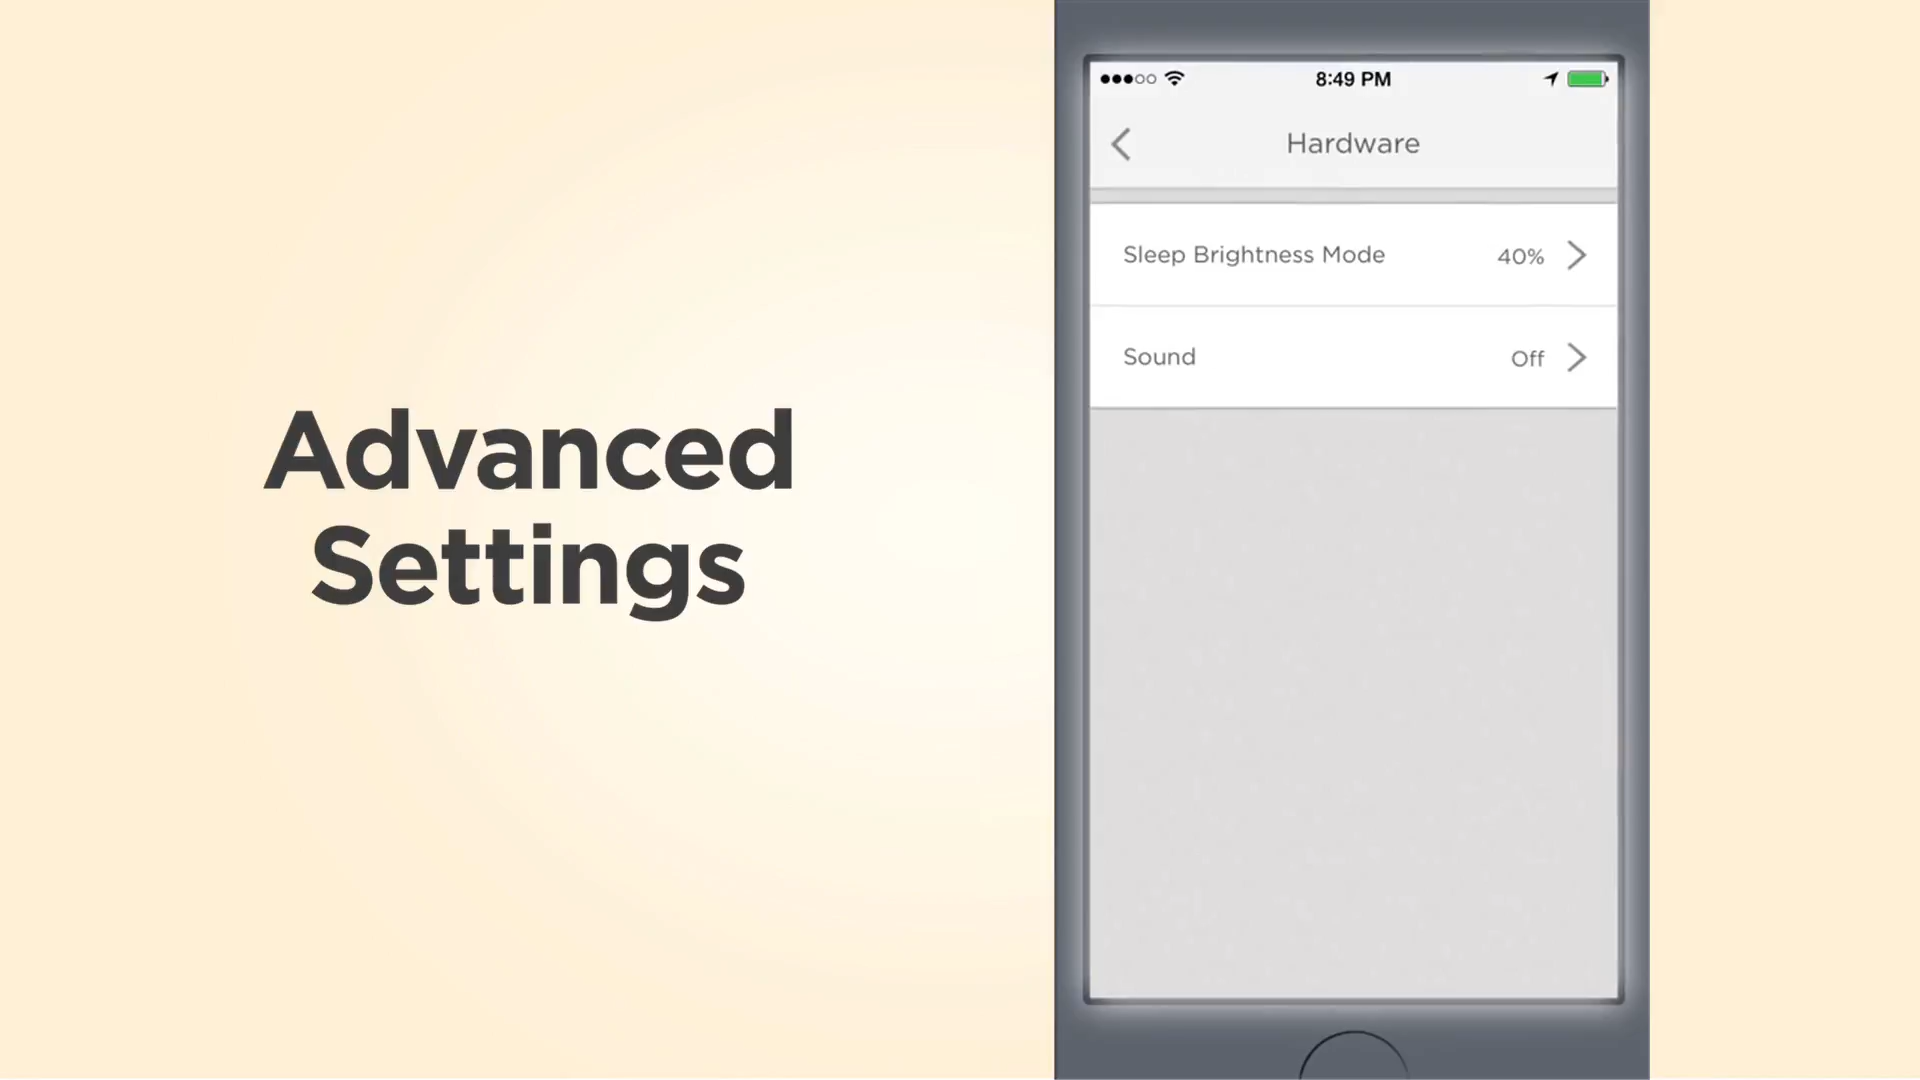 Advanced
Settings
8:49 PM
Hardware
Sleep Brightness Mode 40%
Sound Off